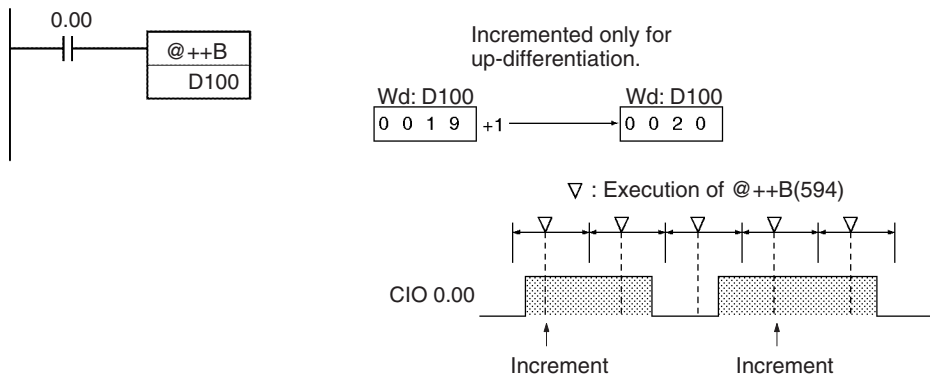 0.00
@++B
D100
Incremented only for
up-differentiation.
Wd: D100
Wd: D100
0 0 1 9
+1
0 0 2 0
▽ : Execution of @++B(594)
CIO 0.00
Increment
Increment